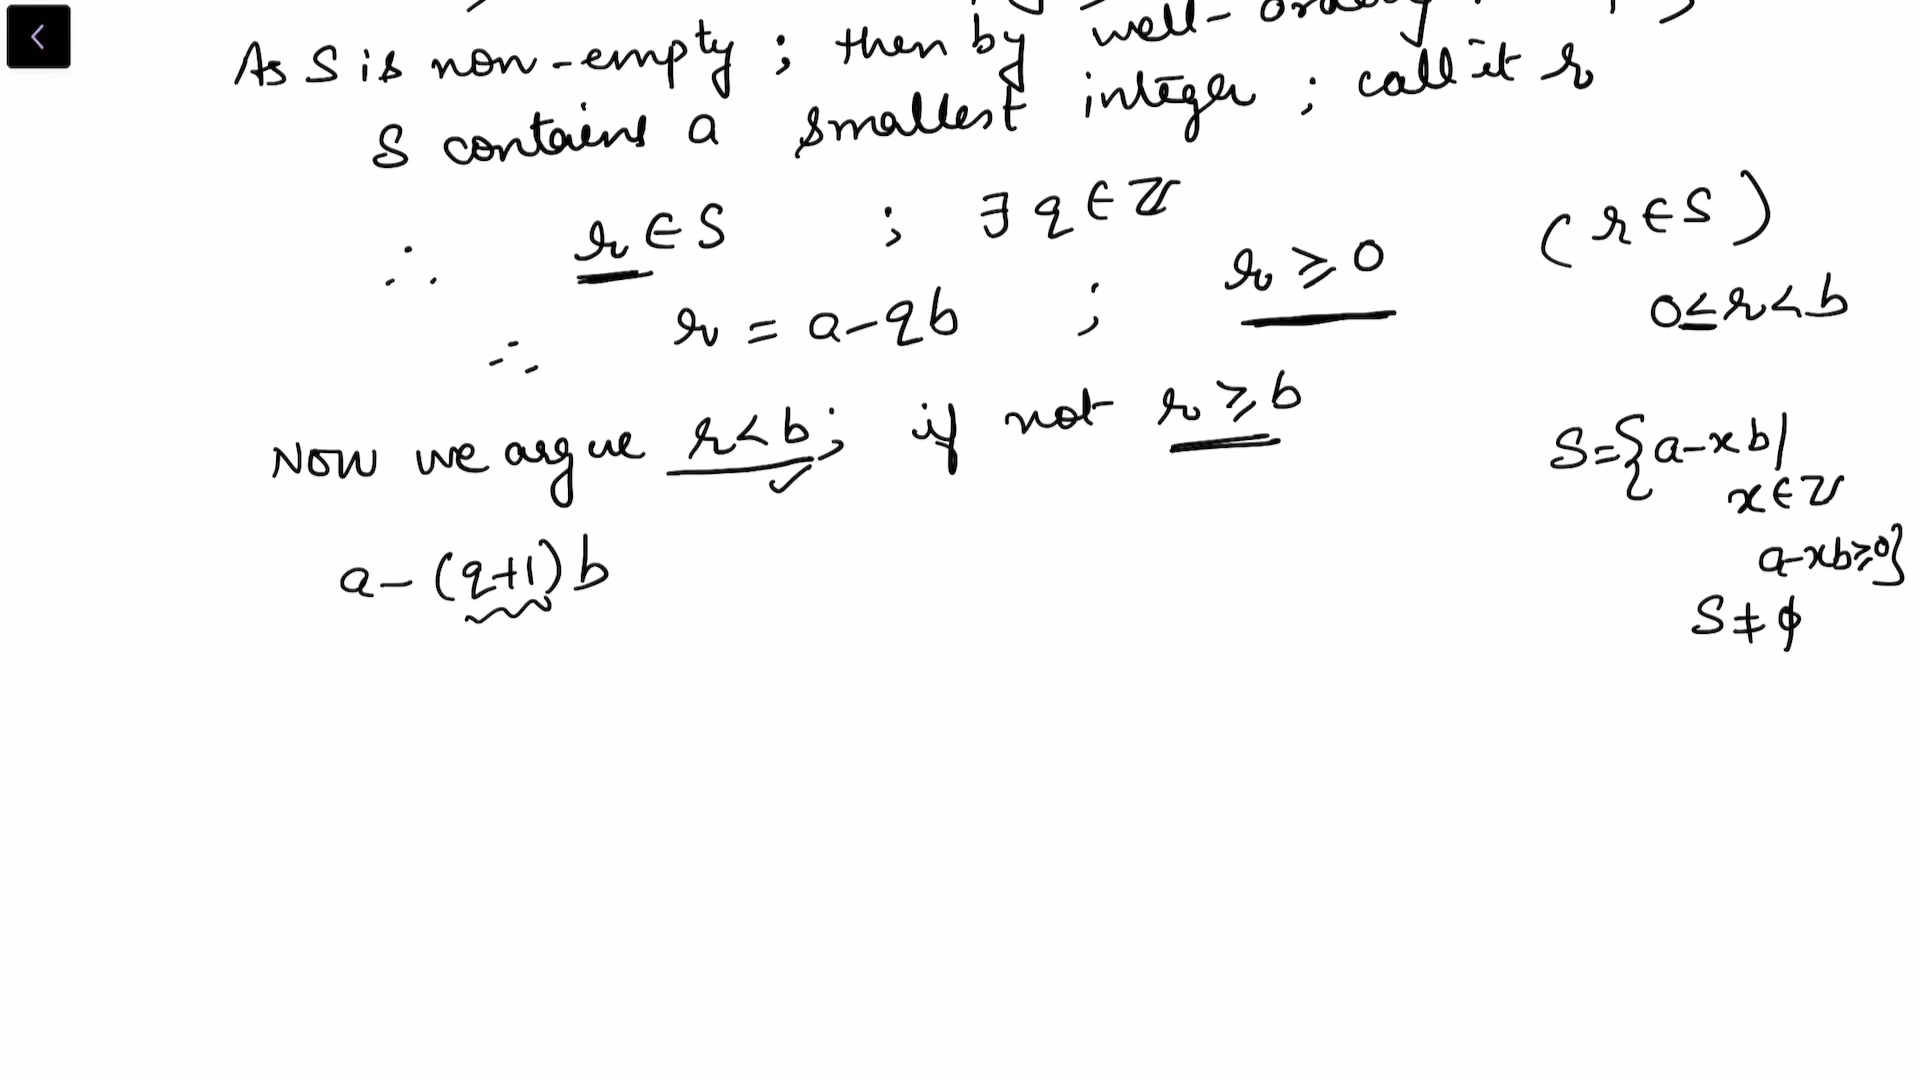 As S is non-empty ; then by well-
S contains a smallest integer ; call it r
∴ r ∈ S ; ∃ q ∈ ℤ (r ∈ S)
∴ r = a-qb ; r ⩾ 0
0≤r<b
Now we argue r<b ; if not r ⩾ b
S={a-xb|
x∈ℤ
a-xb⩾0}
a-(q+1)b
S≠ϕ